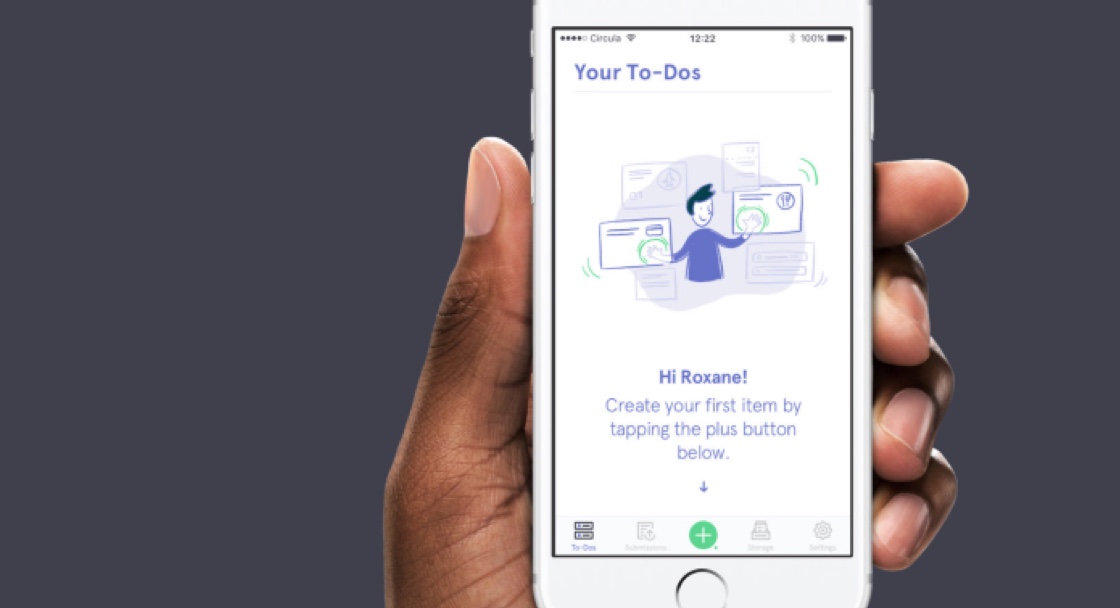 Circula 12:22 100%
Your To-Dos
Hi Roxane!
Create your first item by
tapping the plus button
below.
To-Dos Submissions Storage Settings